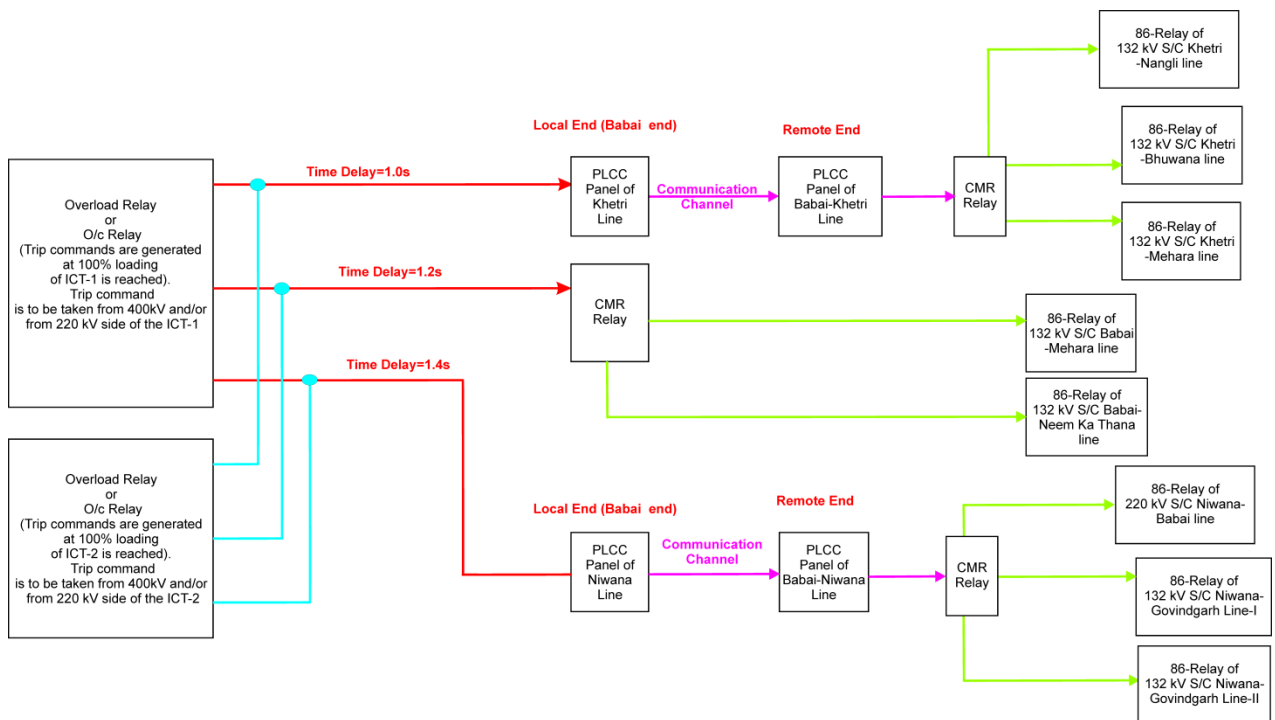 86-Relay of
132 kV S/C Khetri
-Nangli line
Local End (Babai  end)
Remote End
86-Relay of
132 kV S/C Khetri
-Bhuwana line
Time Delay=1.0s
PLCC
Panel of
Khetri
Line
Communication
Channel
PLCC
Panel of
Babai-Khetri
Line
CMR
Relay
Overload Relay
or
O/c Relay
(Trip commands are generated
at 100% loading
of ICT-1 is reached).
Trip command
is to be taken from 400kV and/or
from 220 kV side of the ICT-1
86-Relay of
132 kV S/C Khetri
-Mehara line
Time Delay=1.2s
CMR
Relay
86-Relay of
132 kV S/C Babai
-Mehara line
Time Delay=1.4s
86-Relay of
132 kV S/C Babai-
Neem Ka Thana
line
Overload Relay
or
O/c Relay
(Trip commands are generated
at 100% loading
of ICT-2 is reached).
Trip command
is to be taken from 400kV and/or
from 220 kV side of the ICT-2
Local End (Babai  end)
Remote End
86-Relay of
220 kV S/C Niwana-
Babai line
PLCC
Panel of
Niwana
Line
Communication
Channel
PLCC
Panel of
Babai-Niwana
Line
CMR
Relay
86-Relay of
132 kV S/C Niwana-
Govindgarh Line-I
86-Relay of
132 kV S/C Niwana-
Govindgarh Line-II